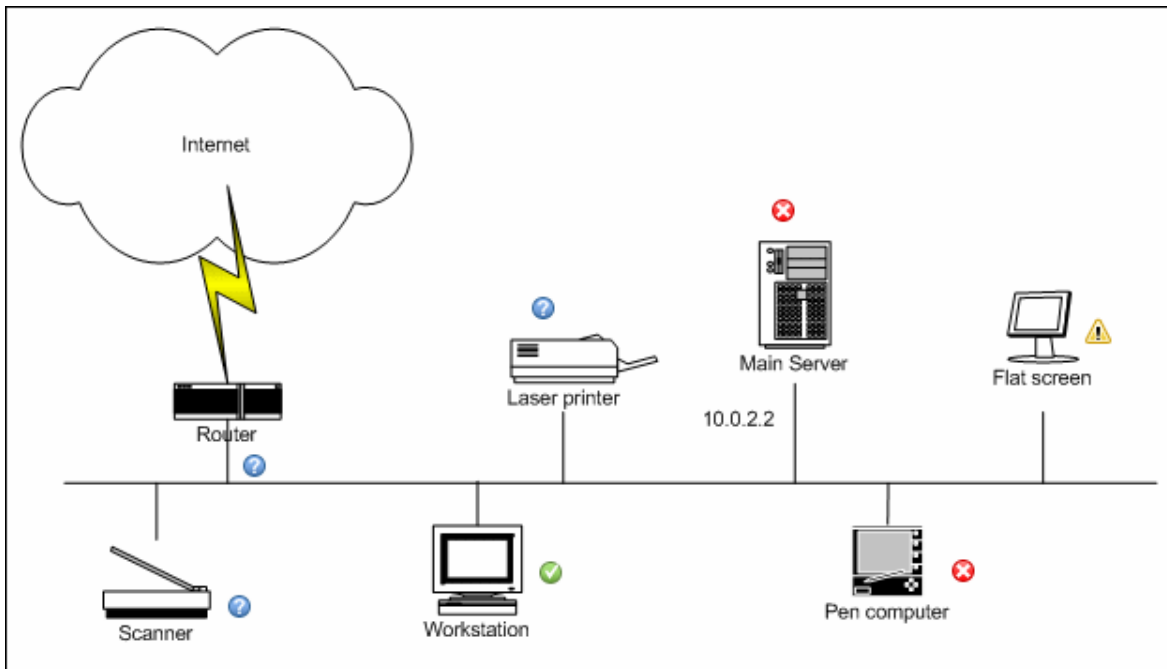 Internet
Main Server
Flat screen
Laser printer
10.0.2.2
Router
Scanner
Workstation
Pen computer